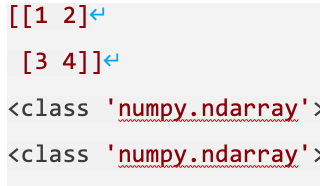 [[1 2]↵
 [3 4]]↵
<class 'numpy.ndarray'>
<class 'numpy.ndarray'>